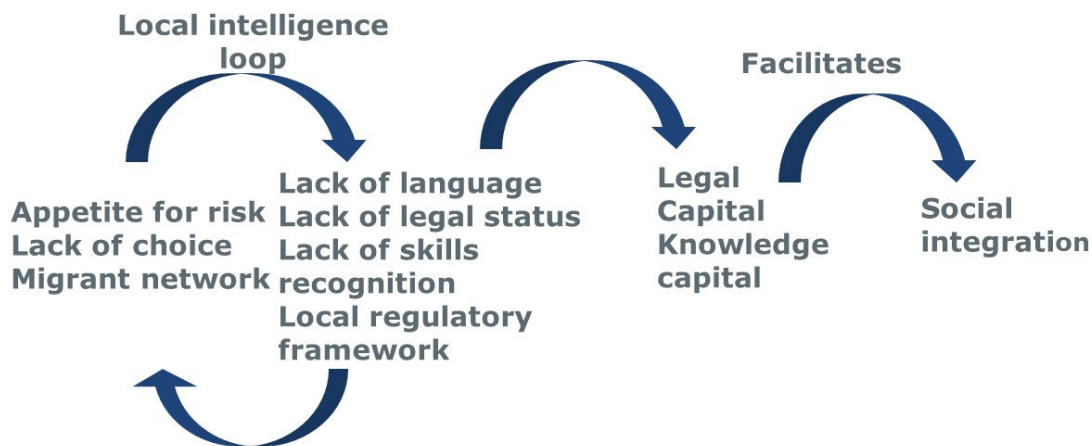 Local intelligence
loop
Facilitates
Appetite for risk
Lack of choice
Migrant network
Lack of language
Lack of legal status
Lack of skills
recognition
Local regulatory
framework
Legal
Capital
Knowledge
capital
Social
integration